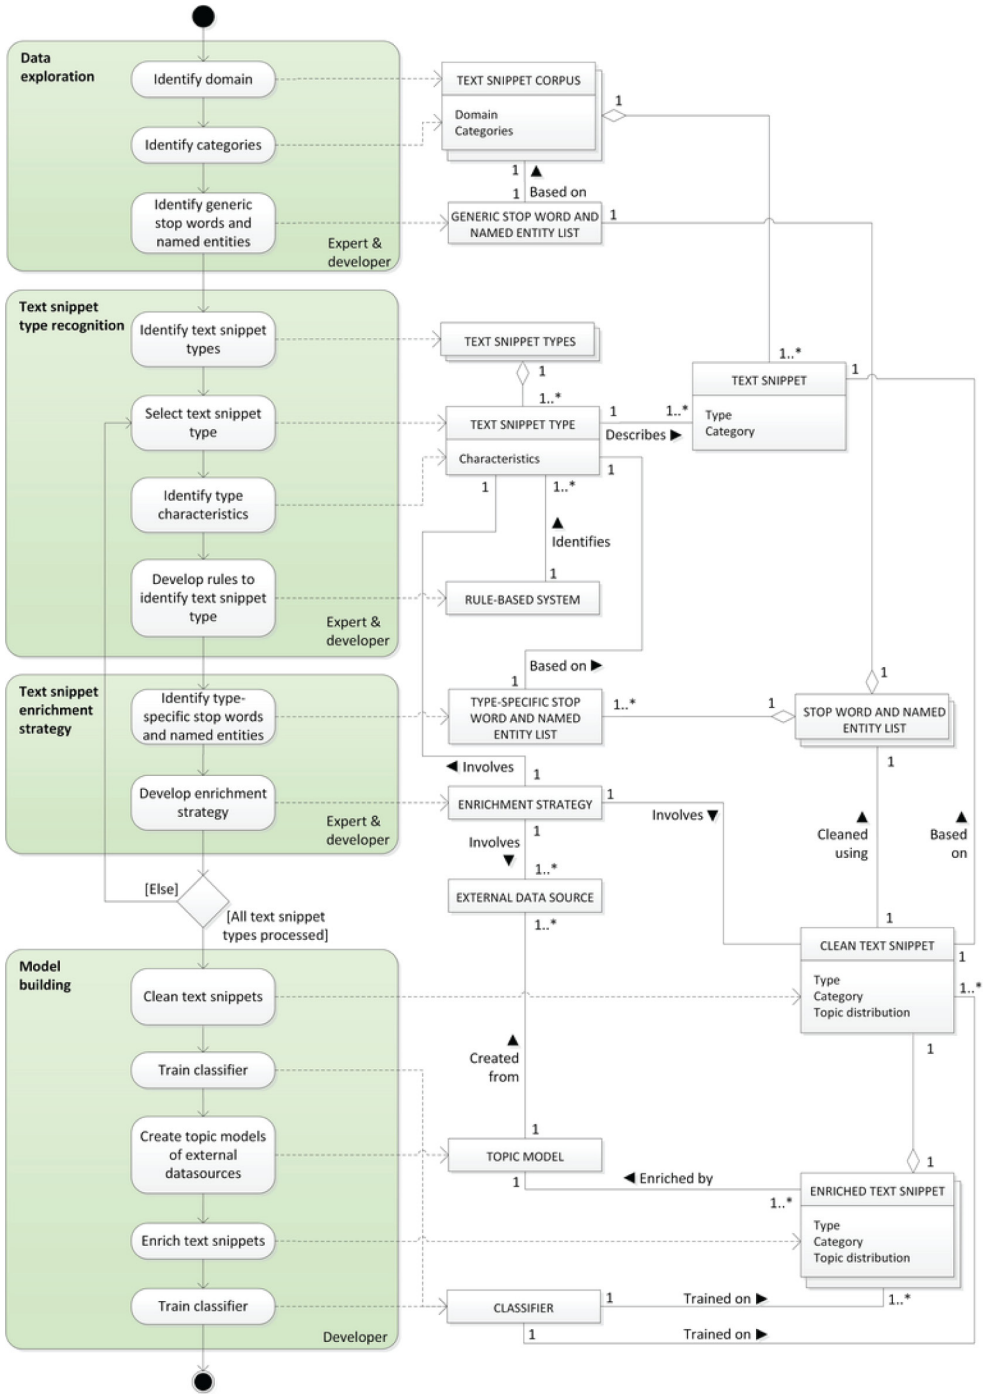 Data
exploration
Identify domain
Identify categories
Identify generic
stop words and
named entities
Expert &
developer
TEXT SNIPPET CORPUS
Domain
Categories
1
1
Based on
1
GENERIC STOP WORD AND
NAMED ENTITY LIST
1
Text snippet
type recognition
Identify text snippet
types
Select text snippet
type
Identify type
characteristics
Develop rules to
identify text snippet
type
Expert &
developer
TEXT SNIPPET TYPES
1
1..*
TEXT SNIPPET TYPE
Characteristics
1
1..*
Describes
1..*
TEXT SNIPPET
Type
Category
1
1
1..*
1
Identifies
1
RULE-BASED SYSTEM
Based on
1
Text snippet
enrichment
strategy
Identify type-
specific stop words
and named entities
Develop enrichment
strategy
Expert &
developer
TYPE-SPECIFIC STOP
WORD AND NAMED
ENTITY LIST
1..*
1
1
STOP WORD AND NAMED
ENTITY LIST
1
Involves
1
ENRICHMENT STRATEGY
1
Involves
1
Involves
1..*
Cleaned
using
Based
on
EXTERNAL DATA SOURCE
1..*
[Else]
[All text snippet
types processed]
1
CLEAN TEXT SNIPPET
1
Type
Category
Topic distribution
1..*
1
Model
building
Clean text snippets
Train classifier
Create topic models
of external
datasources
Enrich text snippets
Train classifier
Developer
Created
from
1
TOPIC MODEL
1
Enriched by
1..*
1
ENRICHED TEXT SNIPPET
Type
Category
Topic distribution
1..*
CLASSIFIER
1
Trained on
1
Trained on